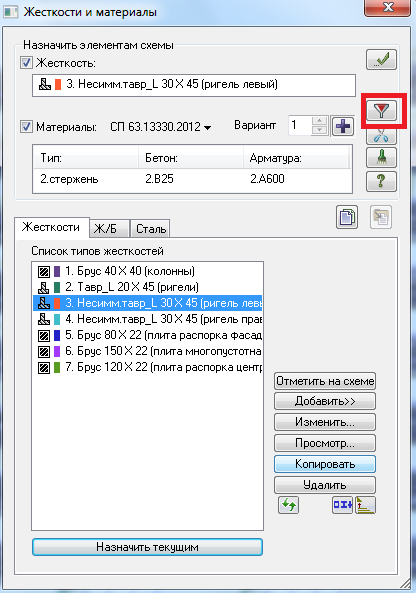 Жесткости и материалы
Назначить элементам схемы
Жесткость:
3. Несимм.тавр_L 30 X 45 (ригель левый)
Материалы: СП 63.13330.2012 Вариант 1
Тип: Бетон: Арматура:
2.стержень 2.B25 2.A600
Жесткости Ж/Б Сталь
Список типов жесткостей
1. Брус 40 X 40 (колонны)
2. Тавр_L 20 X 45 (ригели)
3. Несимм.тавр_L 30 X 45 (ригель левы
4. Несимм.тавр_L 30 X 45 (ригель прав
5. Брус 80 X 22 (плита распорка Фасад
6. Брус 150 X 22 (плита многопустотна
7. Брус 120 X 22 (плита распорка центр
Отметить на схеме
Добавить>>
Изменить...
Просмотр...
Копировать
Удалить
Назначить текущим